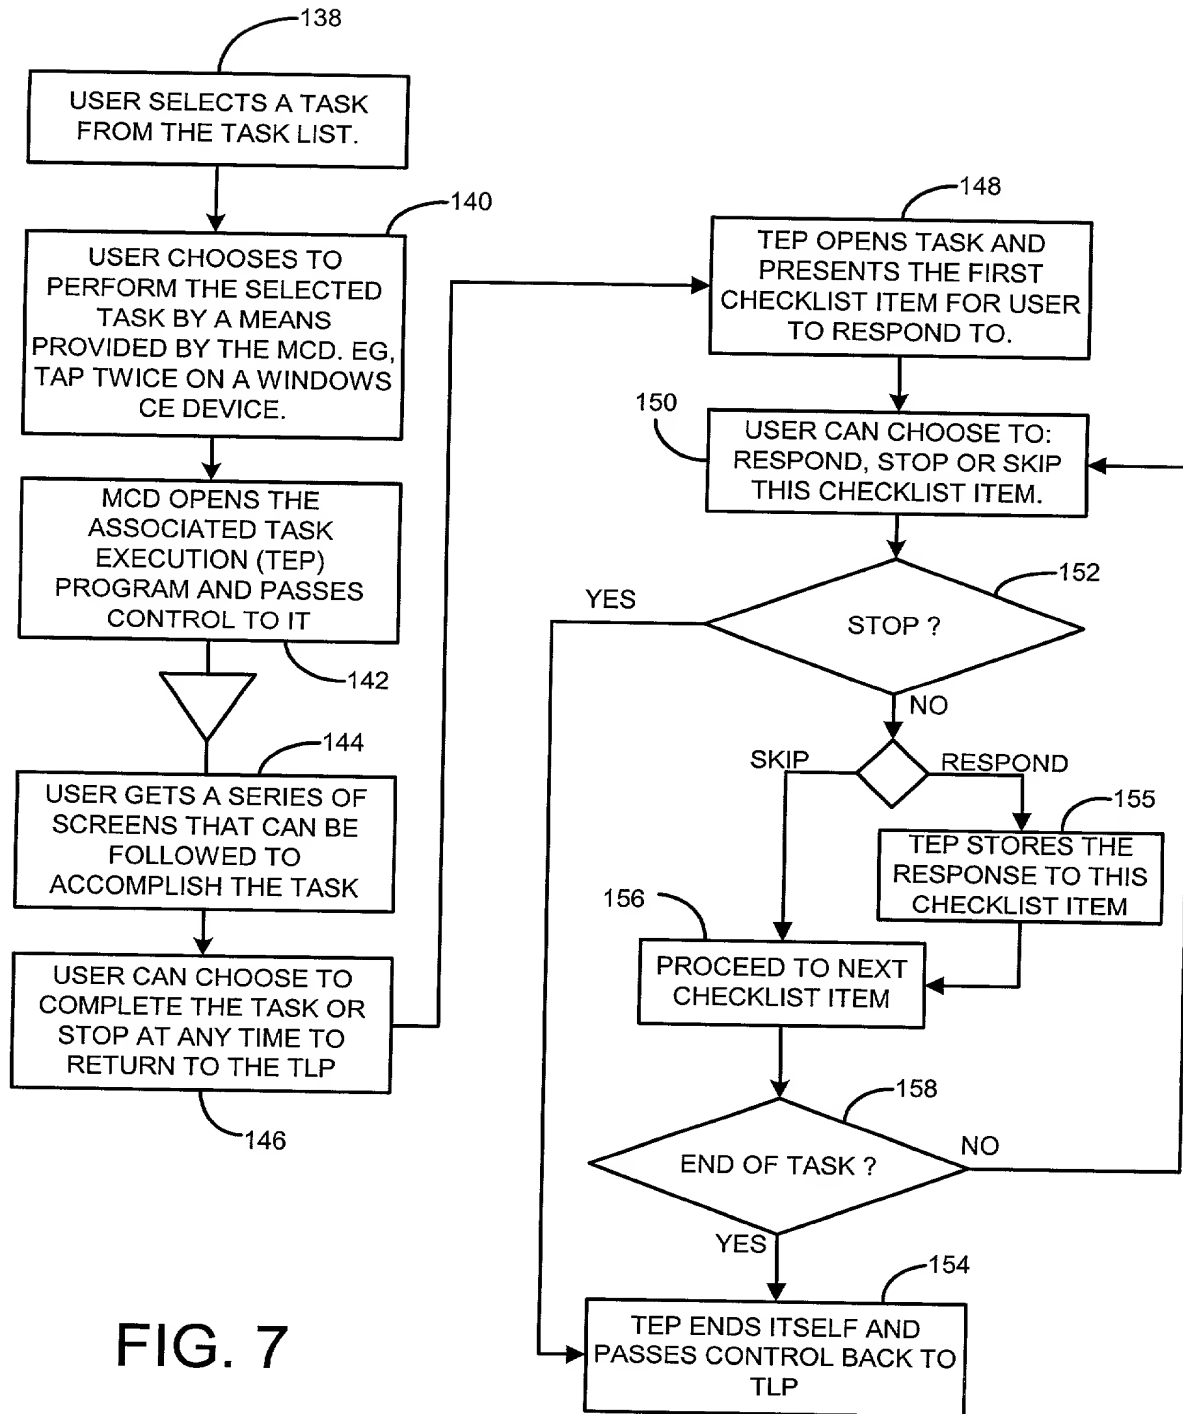 138
USER SELECTS A TASK
FROM THE TASK LIST.
140
USER CHOOSES TO
PERFORM THE SELECTED
TASK BY A MEANS
PROVIDED BY THE MCD. EG,
TAP TWICE ON A WINDOWS
CE DEVICE.
MCD OPENS THE
ASSOCIATED TASK
EXECUTION (TEP)
PROGRAM AND PASSES
CONTROL TO IT
142
144
USER GETS A SERIES OF
SCREENS THAT CAN BE
FOLLOWED TO
ACCOMPLISH THE TASK
USER CAN CHOOSE TO
COMPLETE THE TASK OR
STOP AT ANY TIME TO
RETURN TO THE TLP
146
148
TEP OPENS TASK AND
PRESENTS THE FIRST
CHECKLIST ITEM FOR USER
TO RESPOND TO.
150
USER CAN CHOOSE TO:
RESPOND, STOP OR SKIP
THIS CHECKLIST ITEM.
152
YES
STOP ?
NO
SKIP
RESPOND
155
TEP STORES THE
RESPONSE TO THIS
CHECKLIST ITEM
156
PROCEED TO NEXT
CHECKLIST ITEM
158
END OF TASK ?
NO
YES
154
TEP ENDS ITSELF AND
PASSES CONTROL BACK TO
TLP
FIG. 7